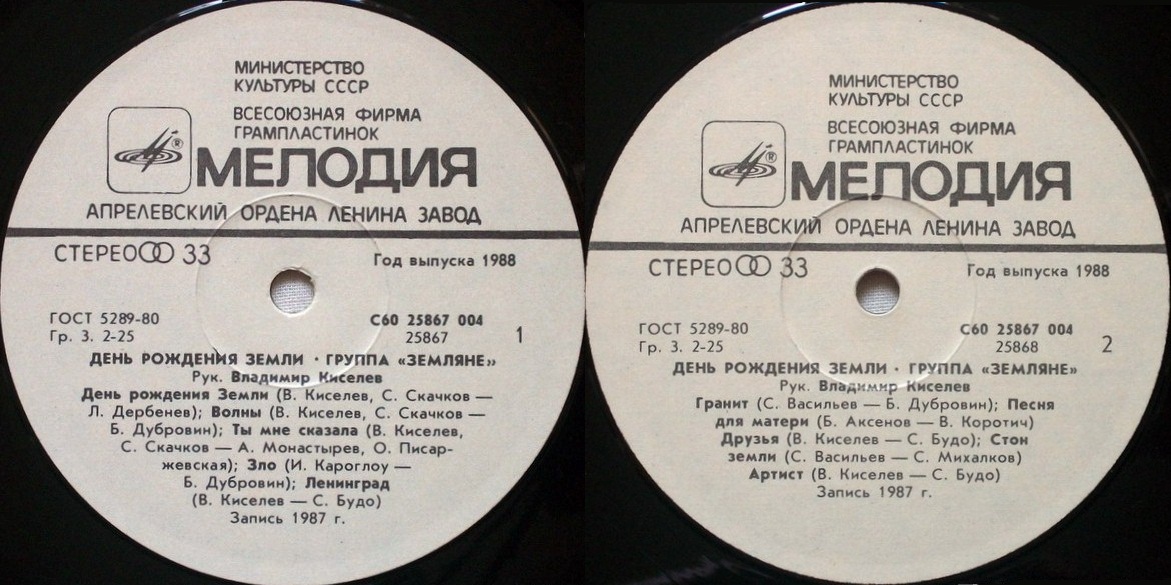 МИНИСТЕРСТВО
КУЛЬТУРЫ СССР
ВСЕСОЮЗНАЯ ФИРМА
ГРАМПЛАСТИНОК
®
МЕЛОДИЯ
АПРЕЛЕВСКИЙ ОРДЕНА ЛЕНИНА ЗАВОД
СТЕРЕО 33
Год выпуска 1988
ГОСТ 5289-80
Гр. 3. 2-25
С60 25867 004
25867
1
ДЕНЬ РОЖДЕНИЯ ЗЕМЛИ · ГРУППА «ЗЕМЛЯНЕ»
Рук. Владимир Киселев
День рождения Земли (В. Киселев, С. Скачков —
Л. Дербенев); Волны (В. Киселев, С. Скачков —
Б. Дубровин); Ты мне сказала (В. Киселев,
С. Скачков — А. Монастырев, О. Писар-
жевская); Зло (И. Кароглоу —
Б. Дубровин); Ленинград
(В. Киселев — С. Будо)
Запись 1987 г.
МИНИСТЕРСТВО
КУЛЬТУРЫ СССР
ВСЕСОЮЗНАЯ ФИРМА
ГРАМПЛАСТИНОК
®
МЕЛОДИЯ
АПРЕЛЕВСКИЙ ОРДЕНА ЛЕНИНА ЗАВОД
СТЕРЕО 33
Год выпуска 1988
ГОСТ 5289-80
Гр. 3. 2-25
С60 25867 004
25868
2
ДЕНЬ РОЖДЕНИЯ ЗЕМЛИ · ГРУППА «ЗЕМЛЯНЕ»
Рук. Владимир Киселев
Гранит (С. Васильев — Б. Дубровин); Песня
для матери (Б. Аксенов — В. Коротич)
Друзья (В. Киселев — С. Будо); Стон
земли (С. Васильев — С. Михалков)
Артист (В. Киселев — С. Будо)
Запись 1987 г.